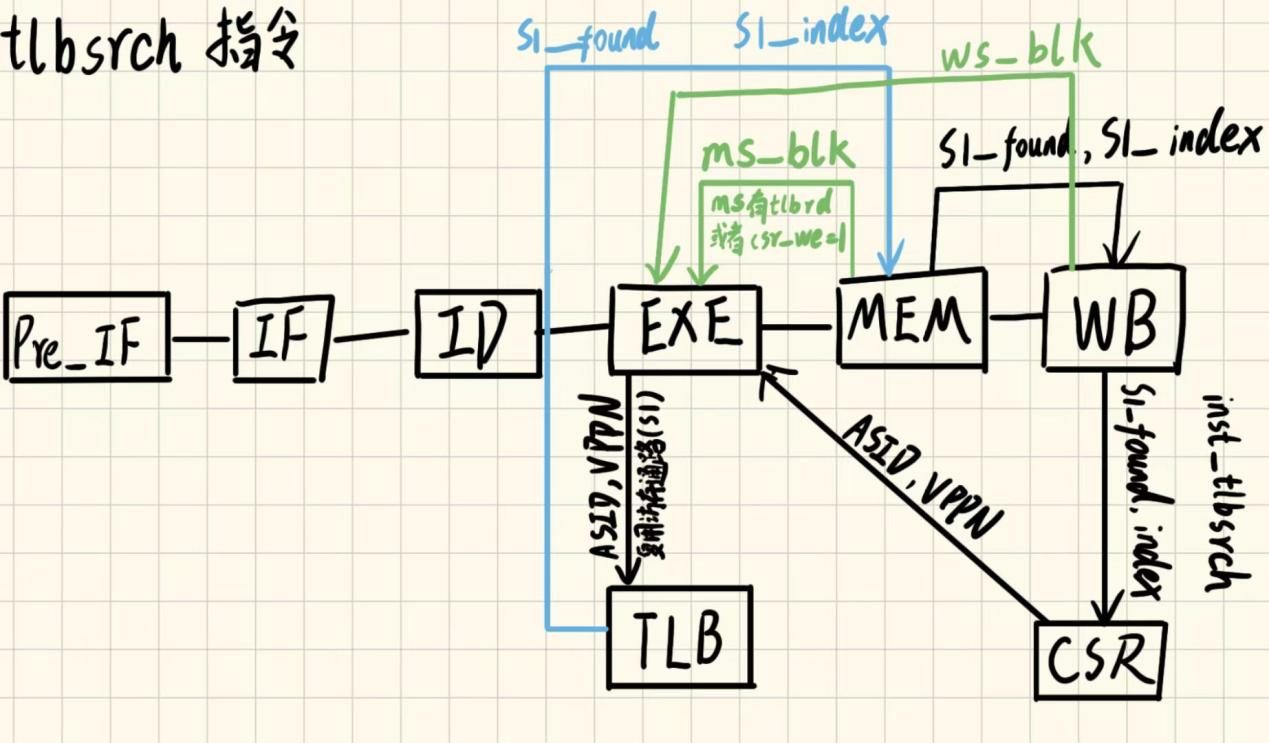 tlbsrch 指令
S1_found
S1_index
ws_blk
ms_blk
S1_found, S1_index
ms有tlbrd
或者csr_we=1
Pre_IF
IF
ID
EXE
MEM
WB
ASID, VPPN
复用访存通路(S1)
ASID, VPPN
S1_found, index
inst_tlbsrch
TLB
CSR